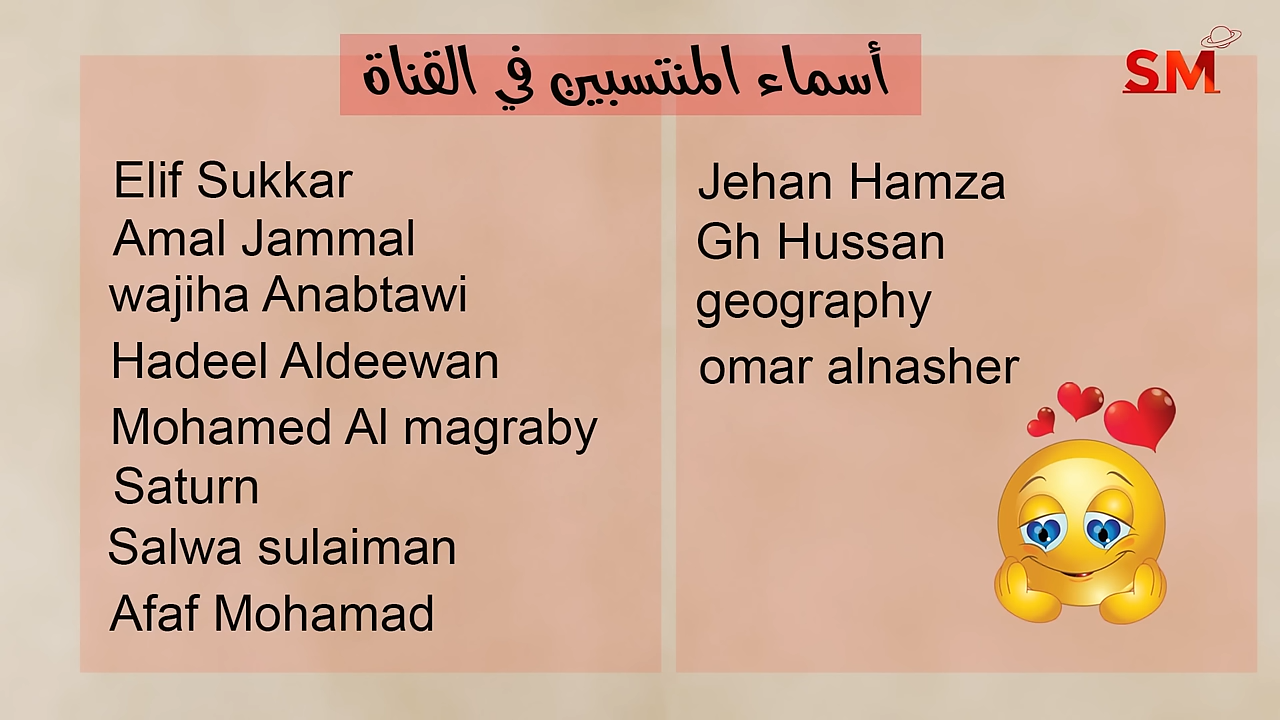 أسماء المنتسبين في القناة
SM
Elif Sukkar
Amal Jammal
wajiha Anabtawi
Hadeel Aldeewan
Mohamed Al magraby
Saturn
Salwa sulaiman
Afaf Mohamad
Jehan Hamza
Gh Hussan
geography
omar alnasher